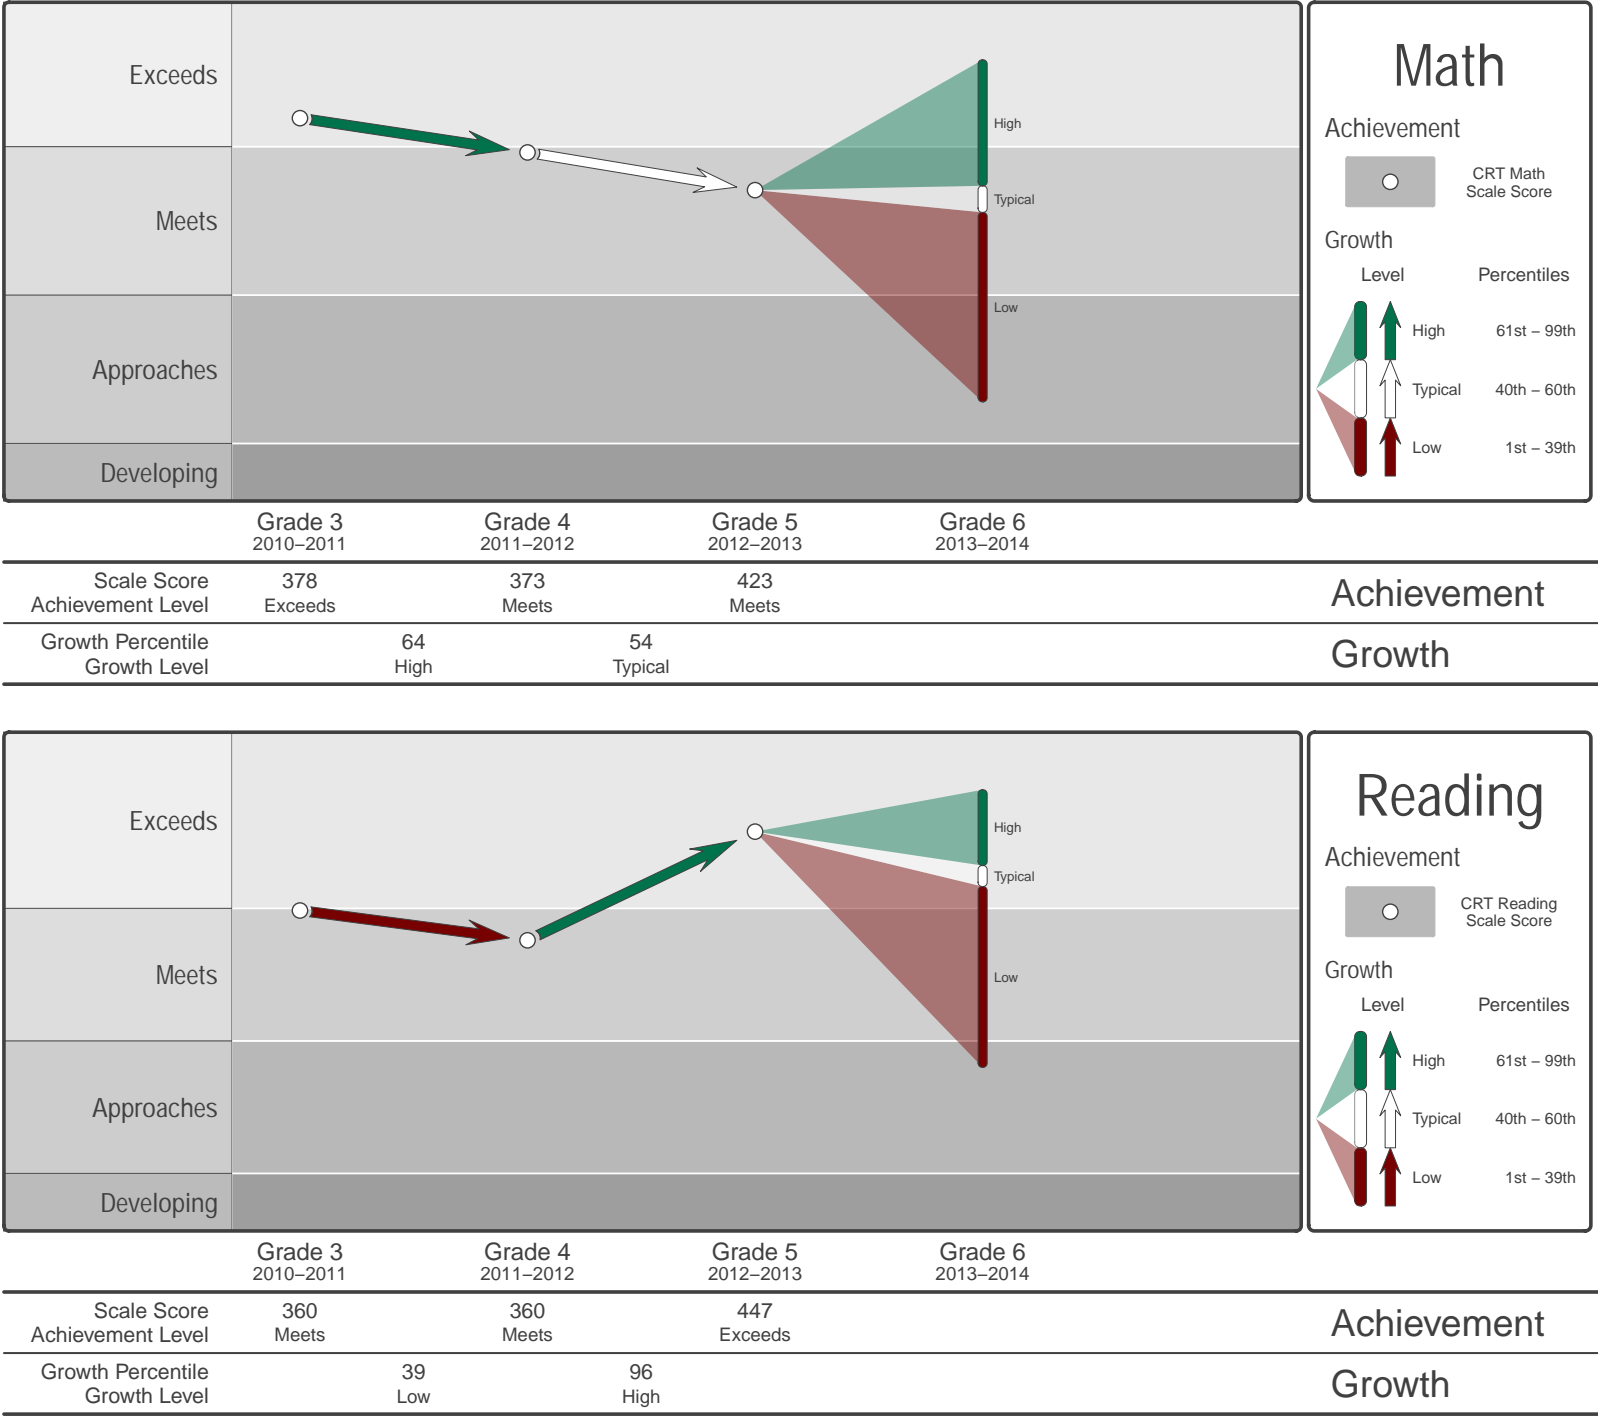 Exceeds
Meets
Approaches
Developing
High
Typical
Low
Math
Achievement
CRT Math
Scale Score
Growth
Level Percentiles
High 61st – 99th
Typical 40th – 60th
Low 1st – 39th
Grade 3 Grade 4 Grade 5 Grade 6
2010–2011 2011–2012 2012–2013 2013–2014
Scale Score 378 373 423
Achievement Level Exceeds Meets Meets
Achievement
Growth Percentile 64 54
Growth Level High Typical
Growth
Exceeds
Meets
Approaches
Developing
High
Typical
Low
Reading
Achievement
CRT Reading
Scale Score
Growth
Level Percentiles
High 61st – 99th
Typical 40th – 60th
Low 1st – 39th
Grade 3 Grade 4 Grade 5 Grade 6
2010–2011 2011–2012 2012–2013 2013–2014
Scale Score 360 360 447
Achievement Level Meets Meets Exceeds
Achievement
Growth Percentile 39 96
Growth Level Low High
Growth